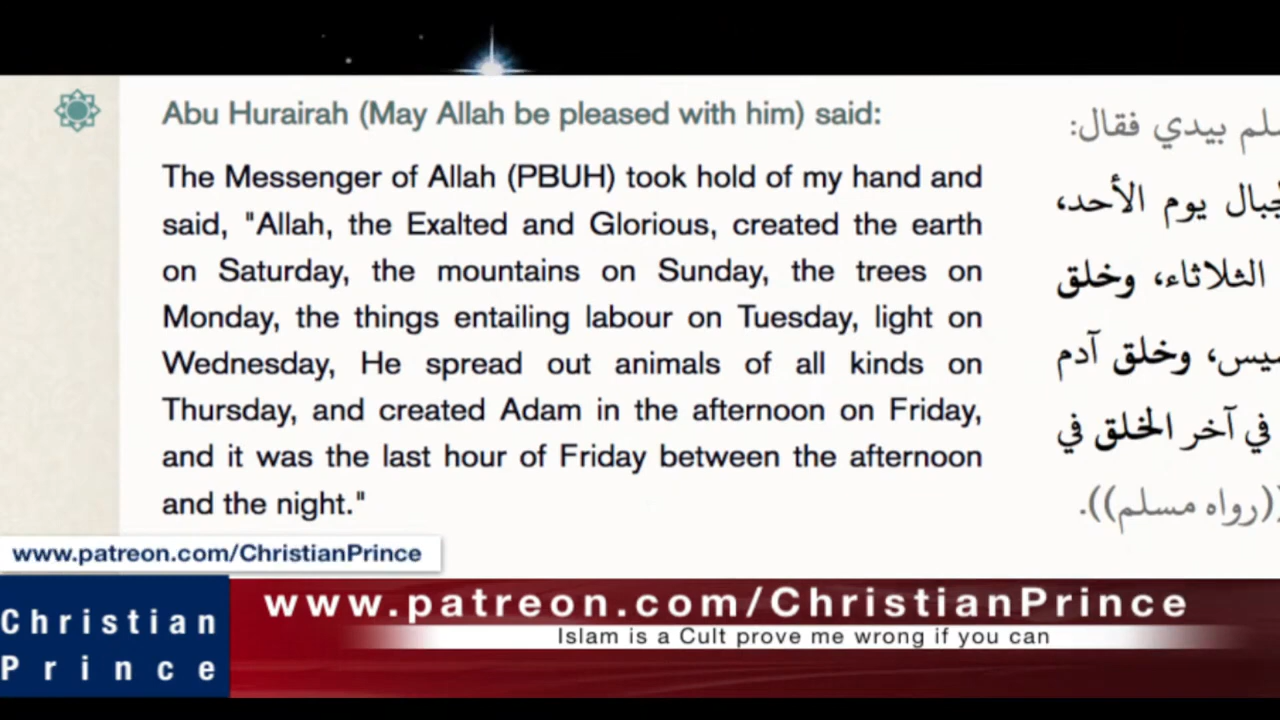 Abu Hurairah (May Allah be pleased with him) said:
The Messenger of Allah (PBUH) took hold of my hand and
said, "Allah, the Exalted and Glorious, created the earth
on Saturday, the mountains on Sunday, the trees on
Monday, the things entailing labour on Tuesday, light on
Wednesday, He spread out animals of all kinds on
Thursday, and created Adam in the afternoon on Friday,
and it was the last hour of Friday between the afternoon
and the night."
بيدي فقال:
يوم الأحد،
الثلاثاء، وخلق
وخلق آدم
في آخر الخلق في
((رواه مسلم)).
www.patreon.com/ChristianPrince
Christian
Prince
www.patreon.com/ChristianPrince
Islam is a Cult prove me wrong if you can